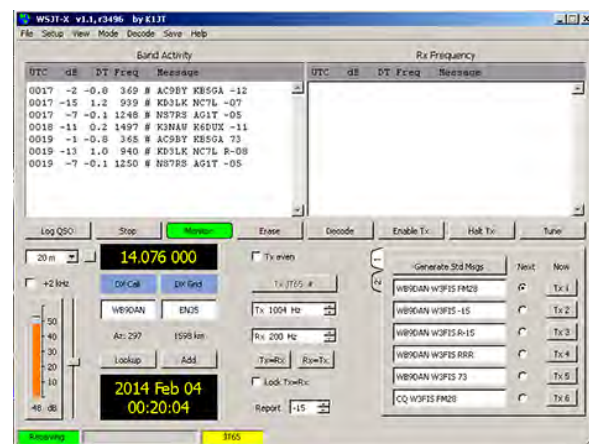 WSJT-X v1.1, r3496 by K1JT
File Setup View Mode Decode Save Help
Band Activity
Rx Frequency
UTC dB DT Freq Message
UTC dB DT Freq Message
0017 -2 -0.8 369 # AC9BY KB5GA -12
0017 -15 1.2 939 # KD3LK NC7L -07
0017 -7 -0.1 1248 # NS7RS AG1T -05
0018 -11 0.2 1497 # K3NAU K6DUX -11
0019 -1 -0.8 365 # AC9BY KB5GA 73
0019 -13 1.0 940 # KD3LK NC7L R-08
0019 -7 -0.1 1250 # NS7RS AG1T -05
Log QSO Stop Monitor Erase Decode Enable Tx Halt Tx Tune
20 m
14.076 000
Tx even
1
2
Generate Std Msgs Next Now
+2 kHz
DX Call DX Grid
Tx JT65 #
WB9DAN W3FIS FM28 Tx 1
WB9DAN EN35
Tx 1004 Hz
WB9DAN W3FIS -15 Tx 2
50
40
30
20
10
Az: 297 1598 km
Rx 200 Hz
WB9DAN W3FIS R-15 Tx 3
Lookup Add
Tx=Rx Rx=Tx
WB9DAN W3FIS RRR Tx 4
2014 Feb 04
00:20:04
Lock Tx=Rx
WB9DAN W3FIS 73 Tx 5
-48 dB
Report -15
CQ W3FIS FM28 Tx 6
Receiving
JT65